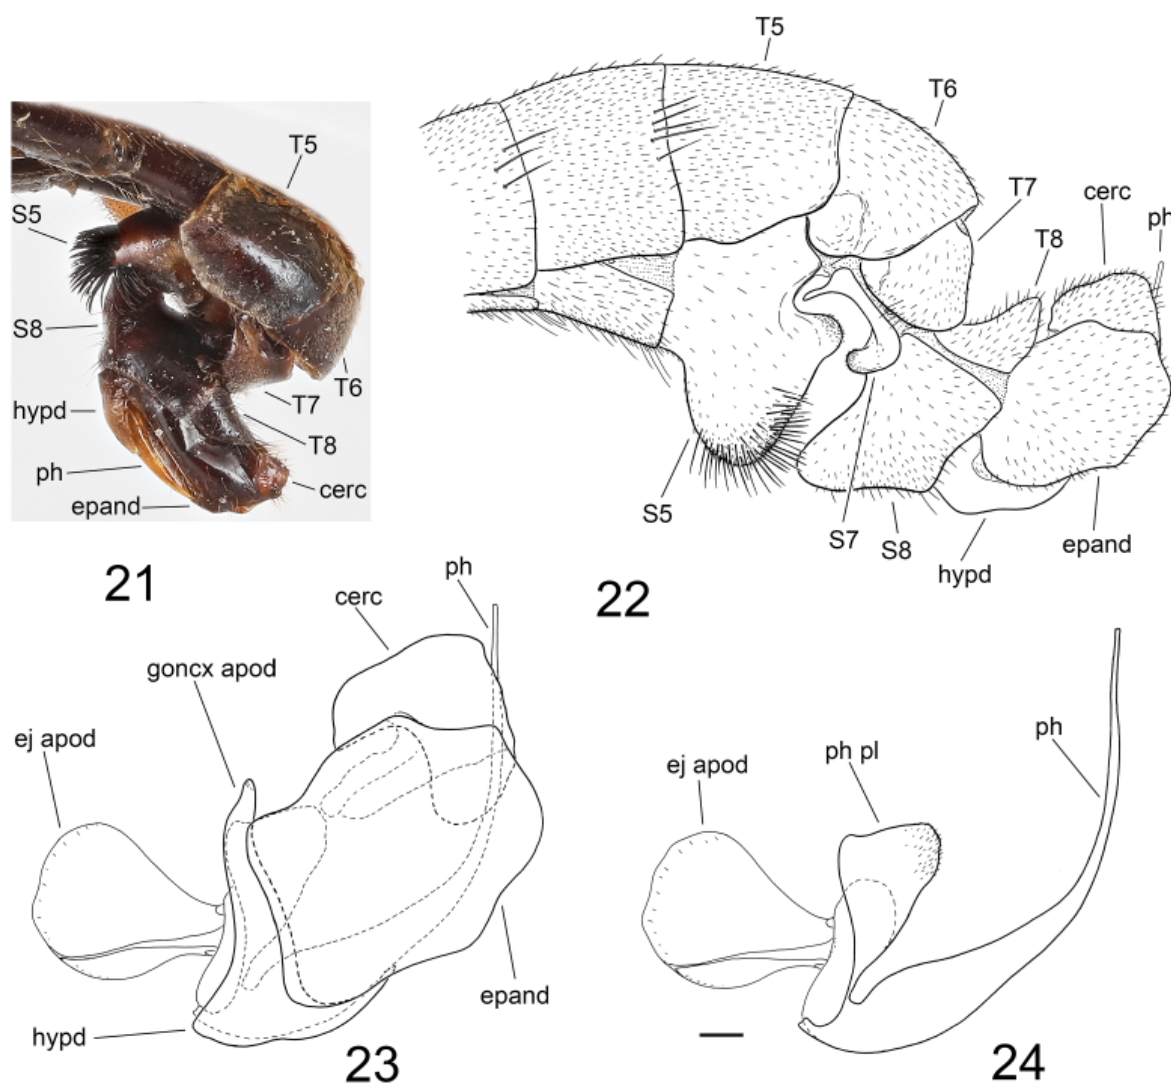 T5
S5
S8
hypd
ph
epand
T6
T7
T8
cerc
21
T5
T6
T7
T8
cerc
ph
S5
S7
S8
hypd
epand
22
ph
cerc
goncx apod
ej apod
hypd
epand
23
ej apod
ph pl
ph
24